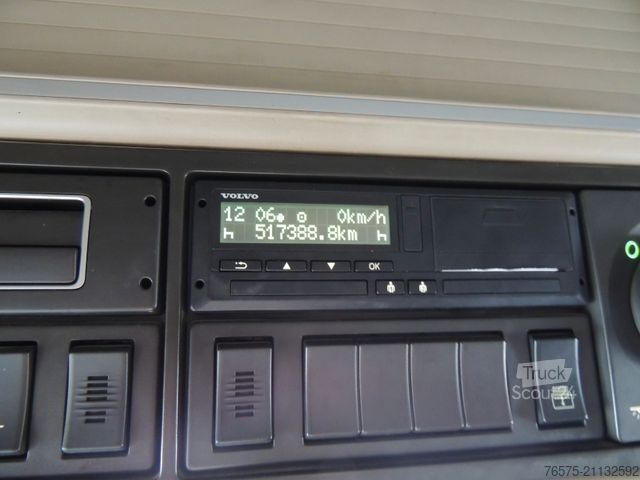 VOLVO
12 06 0km/h
517388.8km
OK
Truck
Scout24
76575-21132592